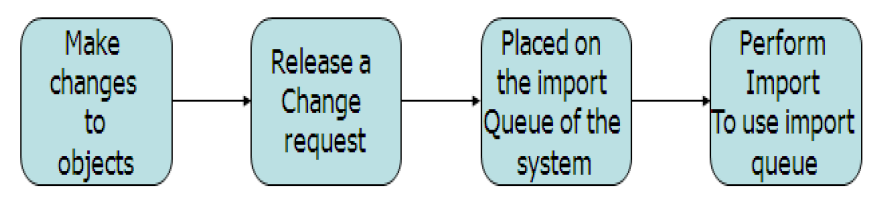 Make
changes
to
objects
Release a
Change
request
Placed on
the import
Queue of the
system
Perform
Import
To use import
queue